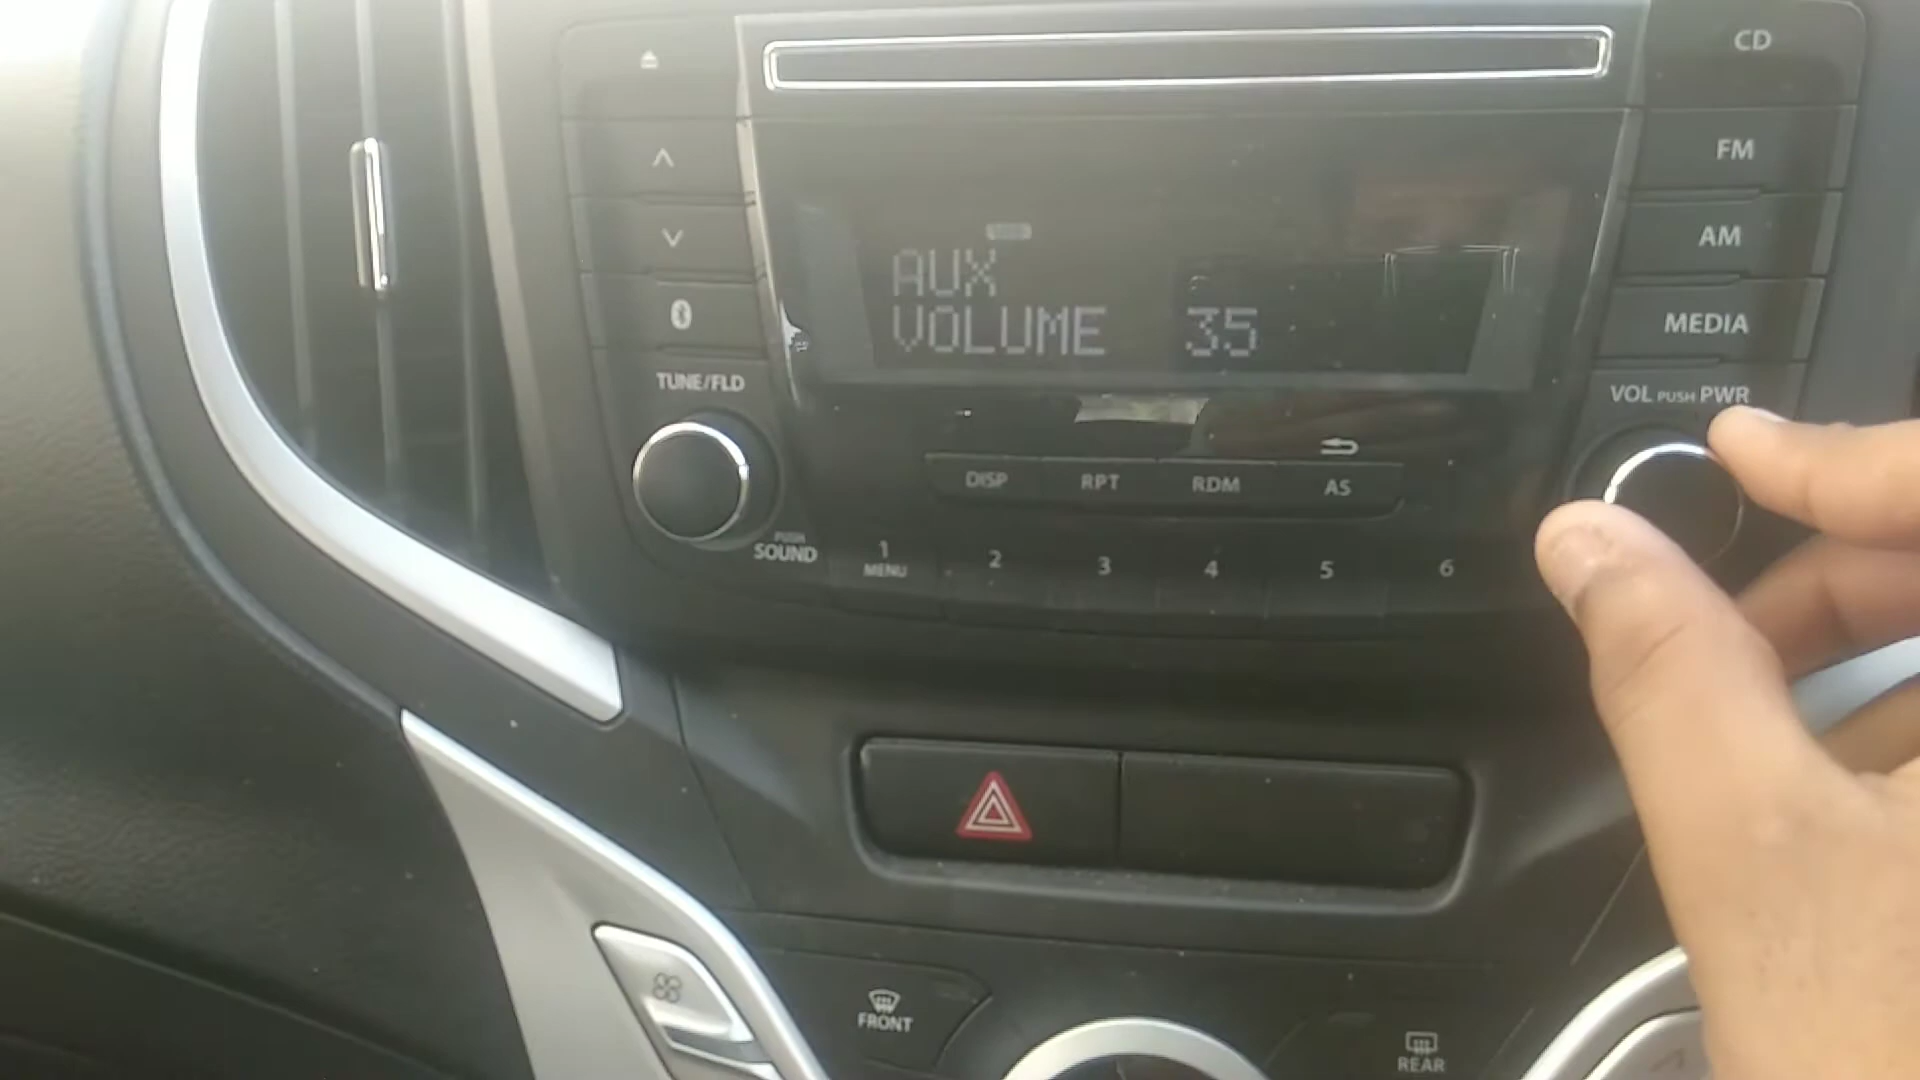 CD
FM
AM
MEDIA
AUX
VOLUME 35
TUNE/FLD
VOL PUSH PWR
DISP
RPT
RDM
AS
PUSH
SOUND
1
MENU
2
3
4
5
6
FRONT
REAR